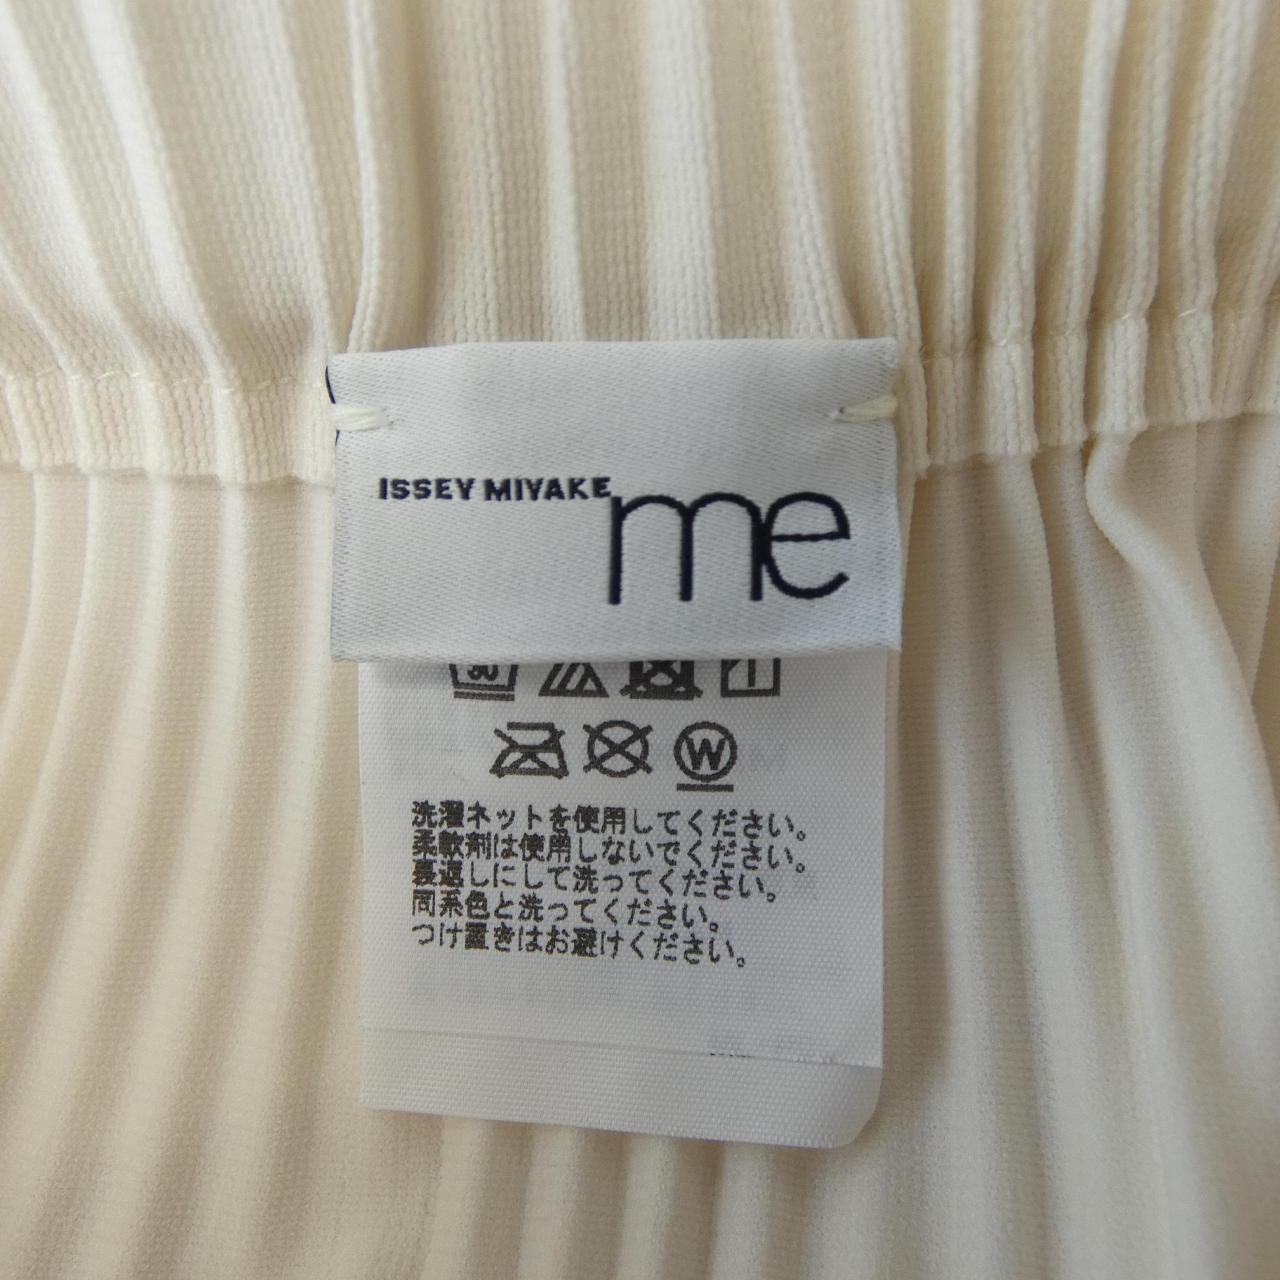 ISSEY MIYAKE
me
W
洗濯ネットを使用してください。
柔軟剤は使用しないでください。
裏返しにして洗ってください。
同系色と洗ってください。
つけ置きはお避けください。